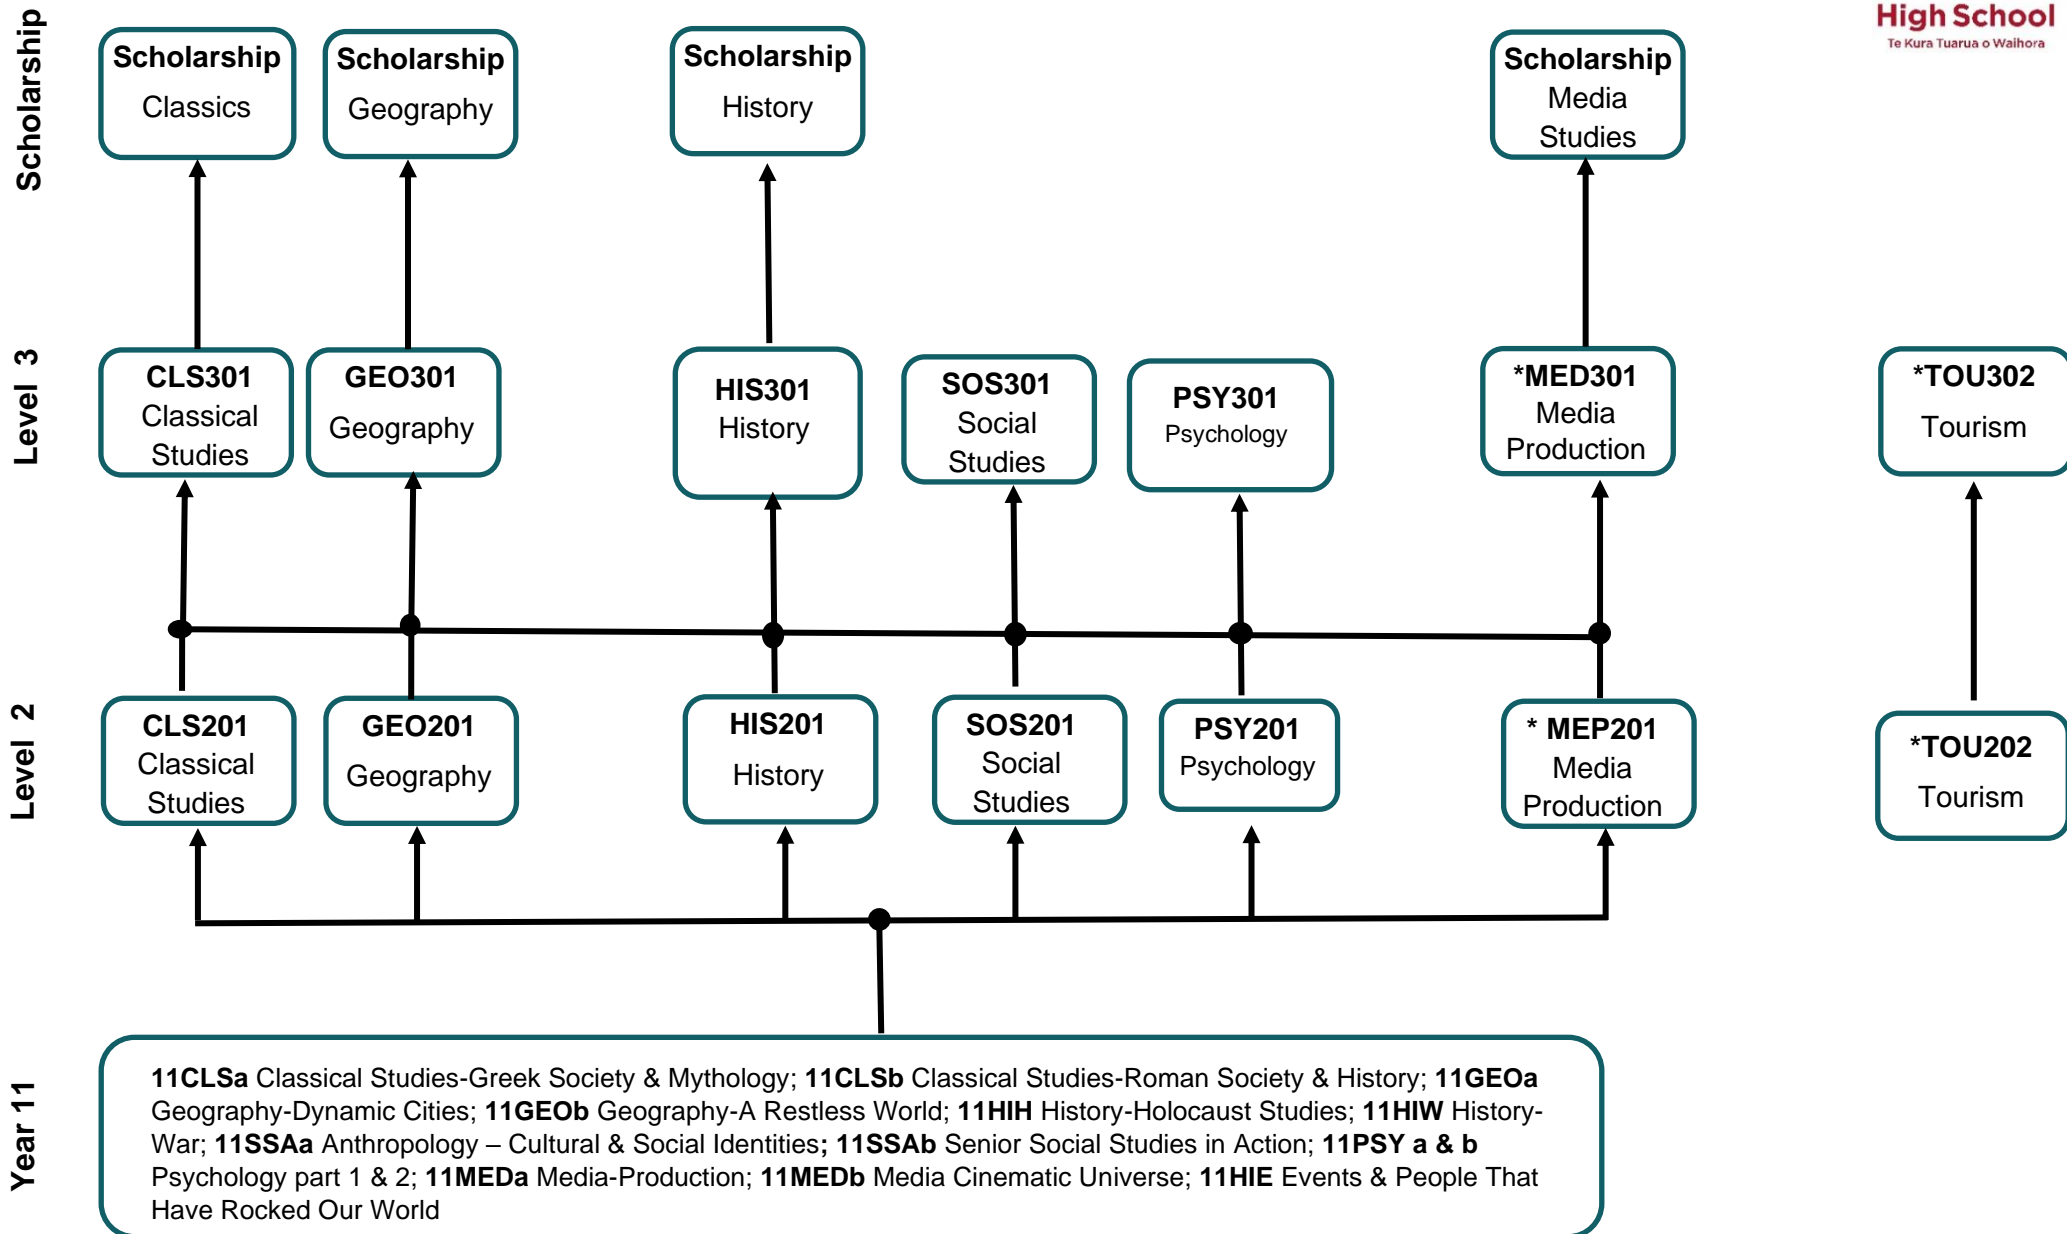 High School
Te Kura Tuarua o Waihora
Scholarship
Scholarship
Classics
Scholarship
Geography
Scholarship
History
Scholarship
Media
Studies
Level 3
CLS301
Classical
Studies
GEO301
Geography
HIS301
History
SOS301
Social
Studies
PSY301
Psychology
*MED301
Media
Production
*TOU302
Tourism
Level 2
CLS201
Classical
Studies
GEO201
Geography
HIS201
History
SOS201
Social
Studies
PSY201
Psychology
* MEP201
Media
Production
*TOU202
Tourism
Year 11
11CLSa Classical Studies-Greek Society & Mythology; 11CLSb Classical Studies-Roman Society & History; 11GEOa
Geography-Dynamic Cities; 11GEOb Geography-A Restless World; 11HIH History-Holocaust Studies; 11HIW History-
War; 11SSAa Anthropology – Cultural & Social Identities; 11SSAb Senior Social Studies in Action; 11PSY a & b
Psychology part 1 & 2; 11MEDa Media-Production; 11MEDb Media Cinematic Universe; 11HIE Events & People That
Have Rocked Our World